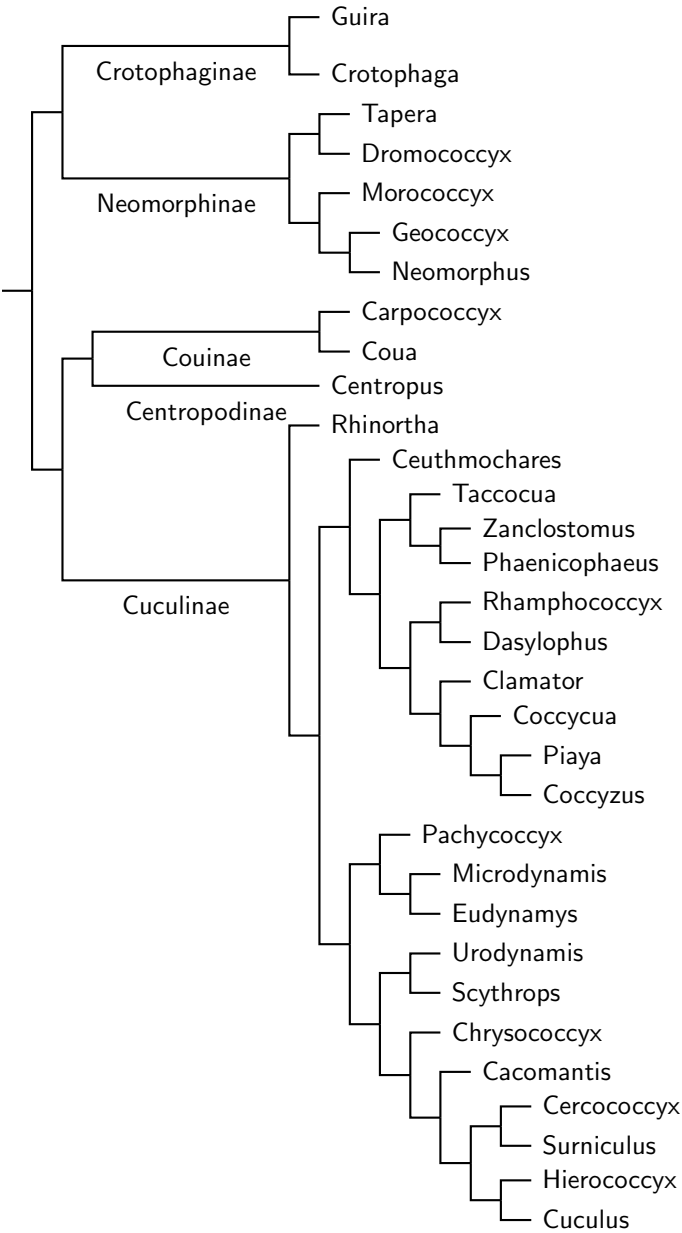 Guira
Crotophaginae
Crotophaga
Tapera
Dromococcyx
Morococcyx
Neomorphinae
Geococcyx
Neomorphus
Carpococcyx
Coua
Couinae
Centropus
Centropodinae
Rhinortha
Ceuthmochares
Taccocua
Zanclostomus
Phaenicophaeus
Rhamphococcyx
Cuculinae
Dasylophus
Clamator
Coccycua
Piaya
Coccyzus
Pachycoccyx
Microdynamis
Eudynamys
Urodynamis
Scythrops
Chrysococcyx
Cacomantis
Cercococcyx
Surniculus
Hierococcyx
Cuculus